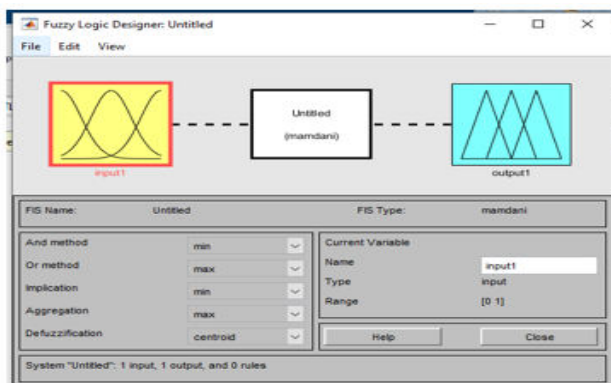 Fuzzy Logic Designer: Untitled
File Edit View
Untitled
(mamdani)
input1
output1
FIS Name: Untitled FIS Type: mamdani
And method min
Or method max
Implication min
Aggregation max
Defuzzification centroid
Current Variable
Name input1
Type input
Range [0 1]
Help Close
System "Untitled": 1 input, 1 output, and 0 rules